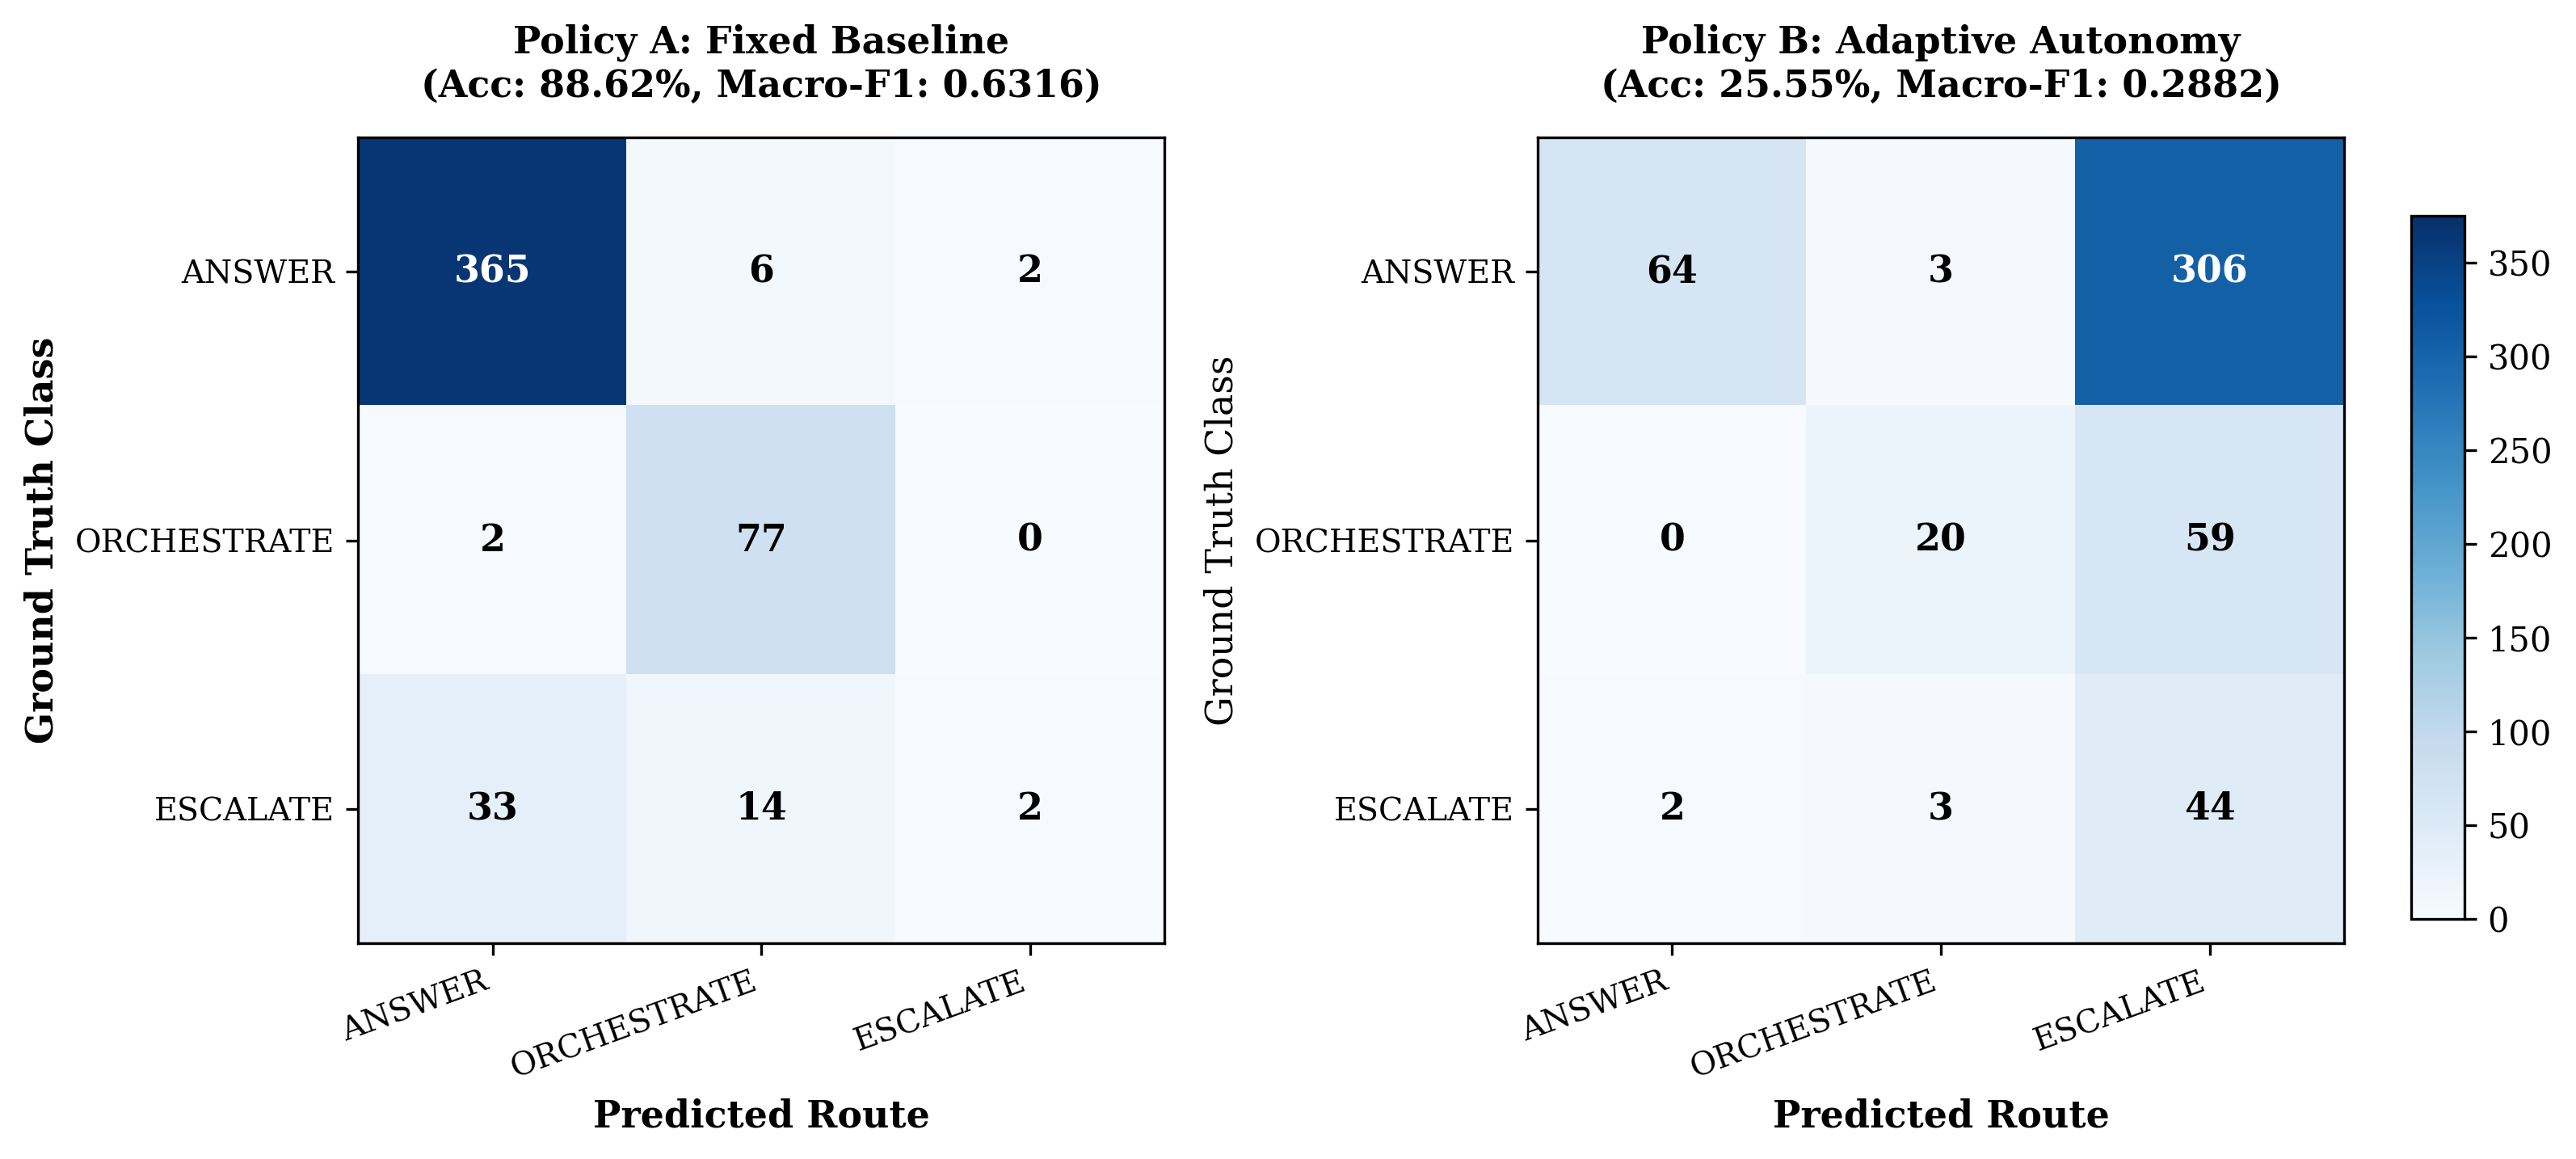 Policy A: Fixed Baseline
(Acc: 88.62%, Macro-F1: 0.6316)
Ground Truth Class
ANSWER
365 6 2
ORCHESTRATE
2 77 0
ESCALATE
33 14 2
ANSWER
ORCHESTRATE
ESCALATE
Predicted Route
Policy B: Adaptive Autonomy
(Acc: 25.55%, Macro-F1: 0.2882)
Ground Truth Class
ANSWER
64 3 306
ORCHESTRATE
0 20 59
ESCALATE
2 3 44
ANSWER
ORCHESTRATE
ESCALATE
Predicted Route
350
300
250
200
150
100
50
0